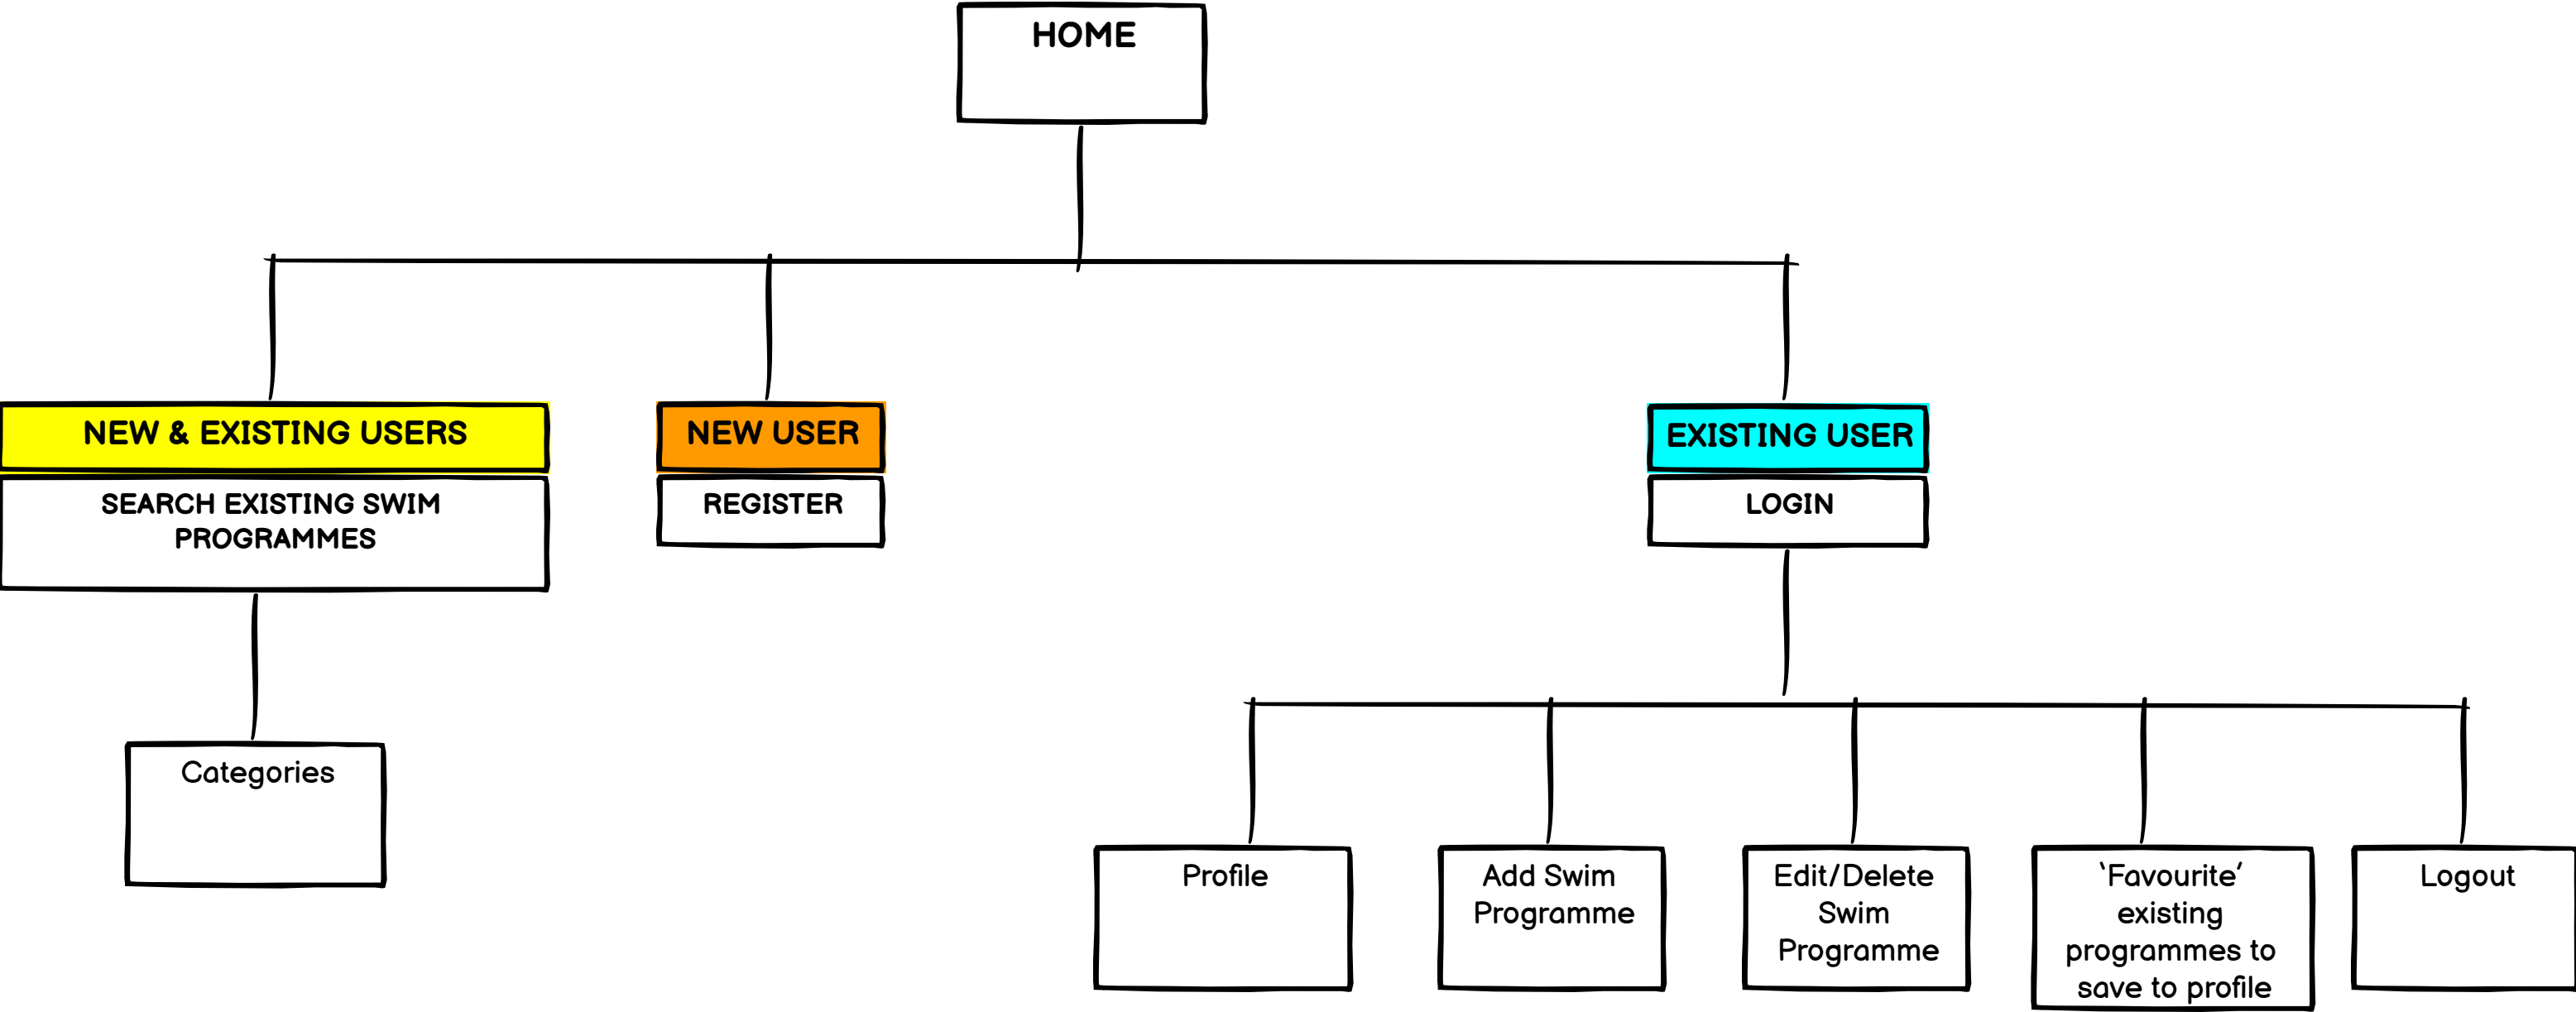 HOME
NEW & EXISTING USERS
SEARCH EXISTING SWIM
PROGRAMMES
NEW USER
REGISTER
EXISTING USER
LOGIN
Categories
Profile
Add Swim
Programme
Edit/Delete
Swim
Programme
‘Favourite’
existing
programmes to
save to profile
Logout